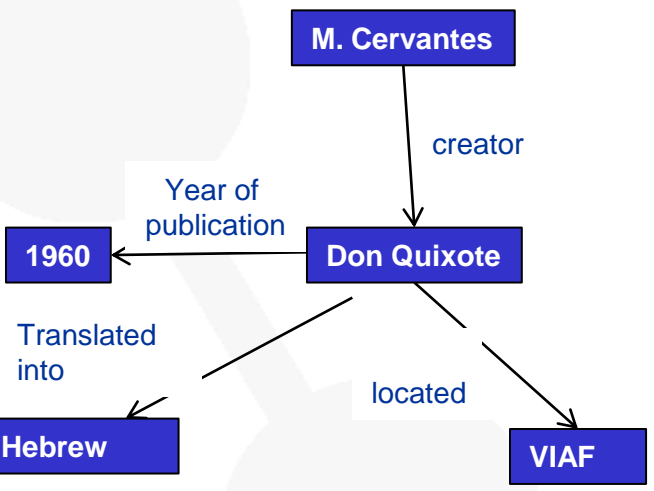 M. Cervantes
creator
Year of
publication
1960
Don Quixote
Translated
into
located
Hebrew
VIAF